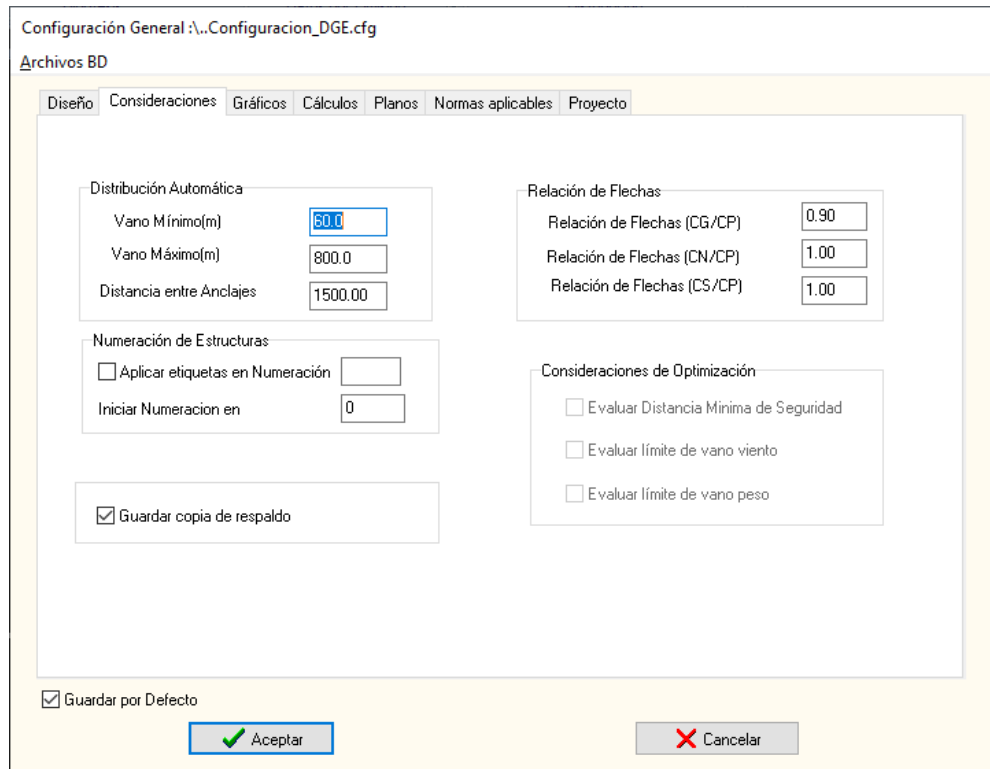 Configuración General :\..Configuracion_DGE.cfg
Archivos BD
Diseño Consideraciones Gráficos Cálculos Planos Normas aplicables Proyecto
Distribución Automática
Vano Mínimo(m) 60.0
Vano Máximo(m) 800.0
Distancia entre Anclajes 1500.00
Relación de Flechas
Relación de Flechas (CG/CP) 0.90
Relación de Flechas (CN/CP) 1.00
Relación de Flechas (CS/CP) 1.00
Numeración de Estructuras
Aplicar etiquetas en Numeración
Iniciar Numeracion en 0
Consideraciones de Optimización
Evaluar Distancia Minima de Seguridad
Evaluar límite de vano viento
Evaluar límite de vano peso
Guardar copia de respaldo
Guardar por Defecto
Aceptar Cancelar